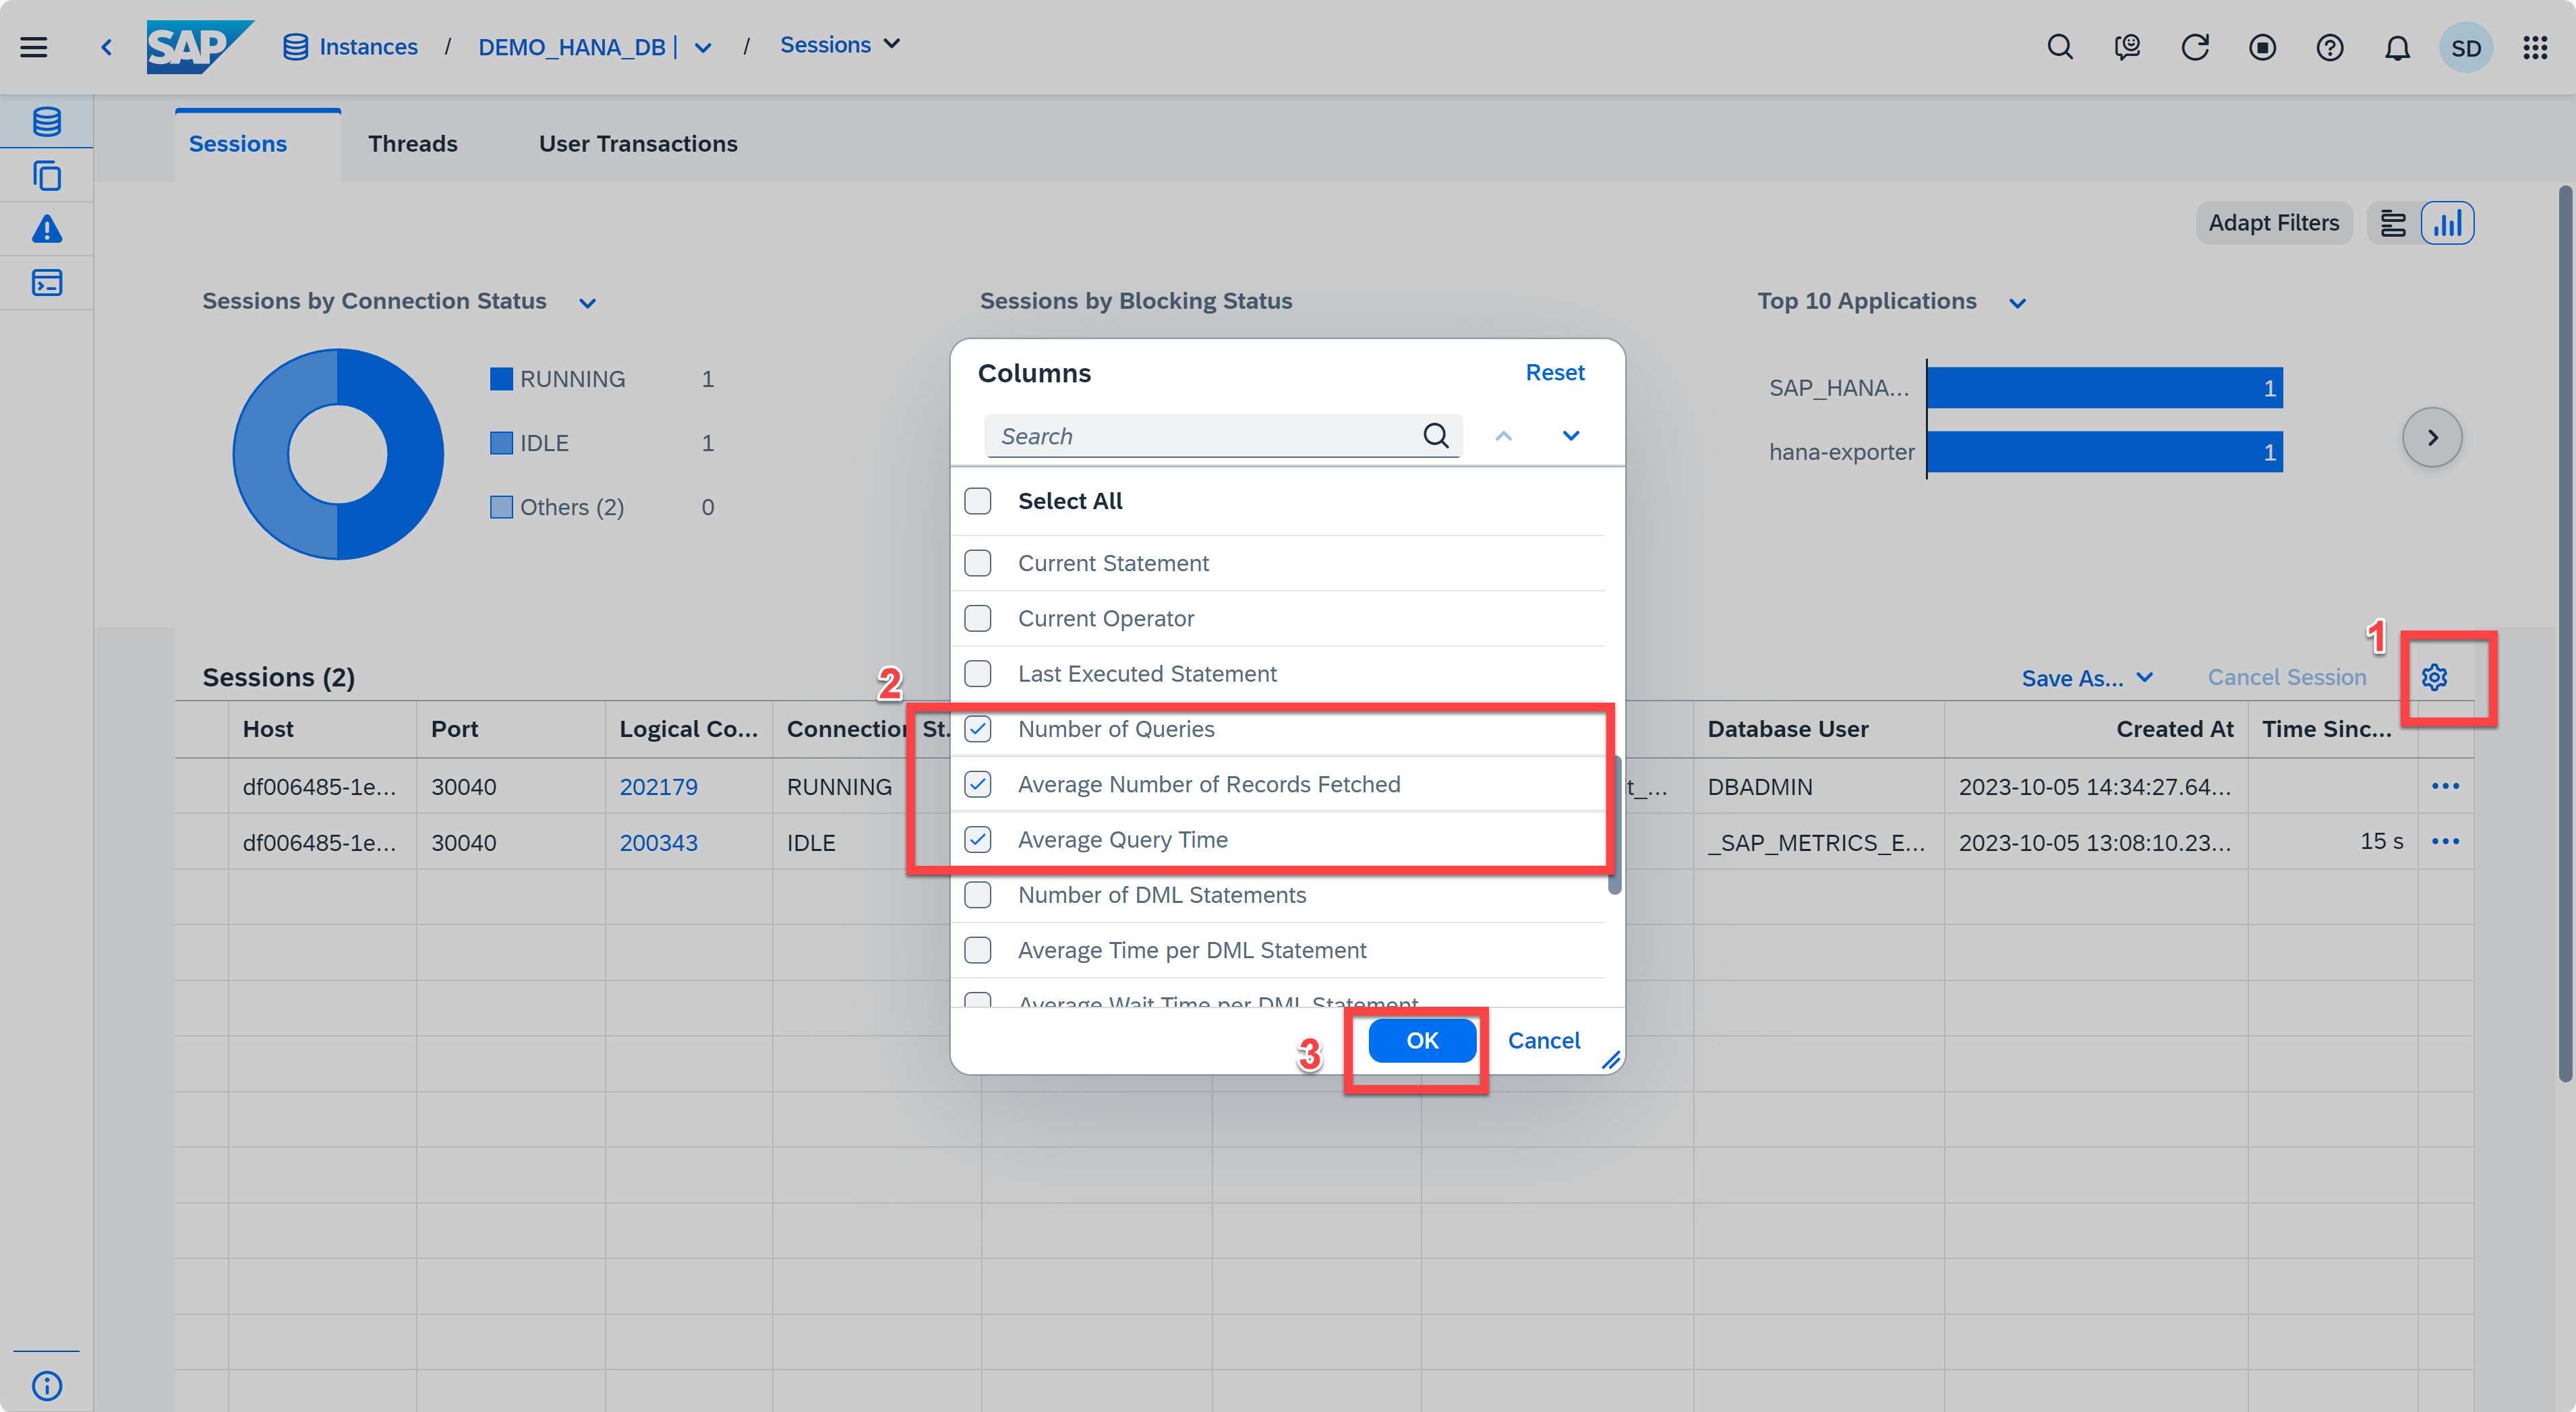 SAP Instances / DEMO_HANA_DB | / Sessions SD
Sessions Threads User Transactions
Adapt Filters
Sessions by Connection Status Sessions by Blocking Status Top 10 Applications
RUNNING 1
IDLE 1
Others (2) 0
SAP_HANA... 1
hana-exporter 1
Columns Reset
Search
Select All
Current Statement
Current Operator
Last Executed Statement
Number of Queries
Average Number of Records Fetched
Average Query Time
Number of DML Statements
Average Time per DML Statement
Average Wait Time per DML Statement
OK Cancel
1
2
3
Sessions (2) Save As... Cancel Session
Host Port Logical Co... Connection St... Database User Created At Time Sinc...
df006485-1e... 30040 202179 RUNNING t_... DBADMIN 2023-10-05 14:34:27.64...
df006485-1e... 30040 200343 IDLE _SAP_METRICS_E... 2023-10-05 13:08:10.23... 15 s